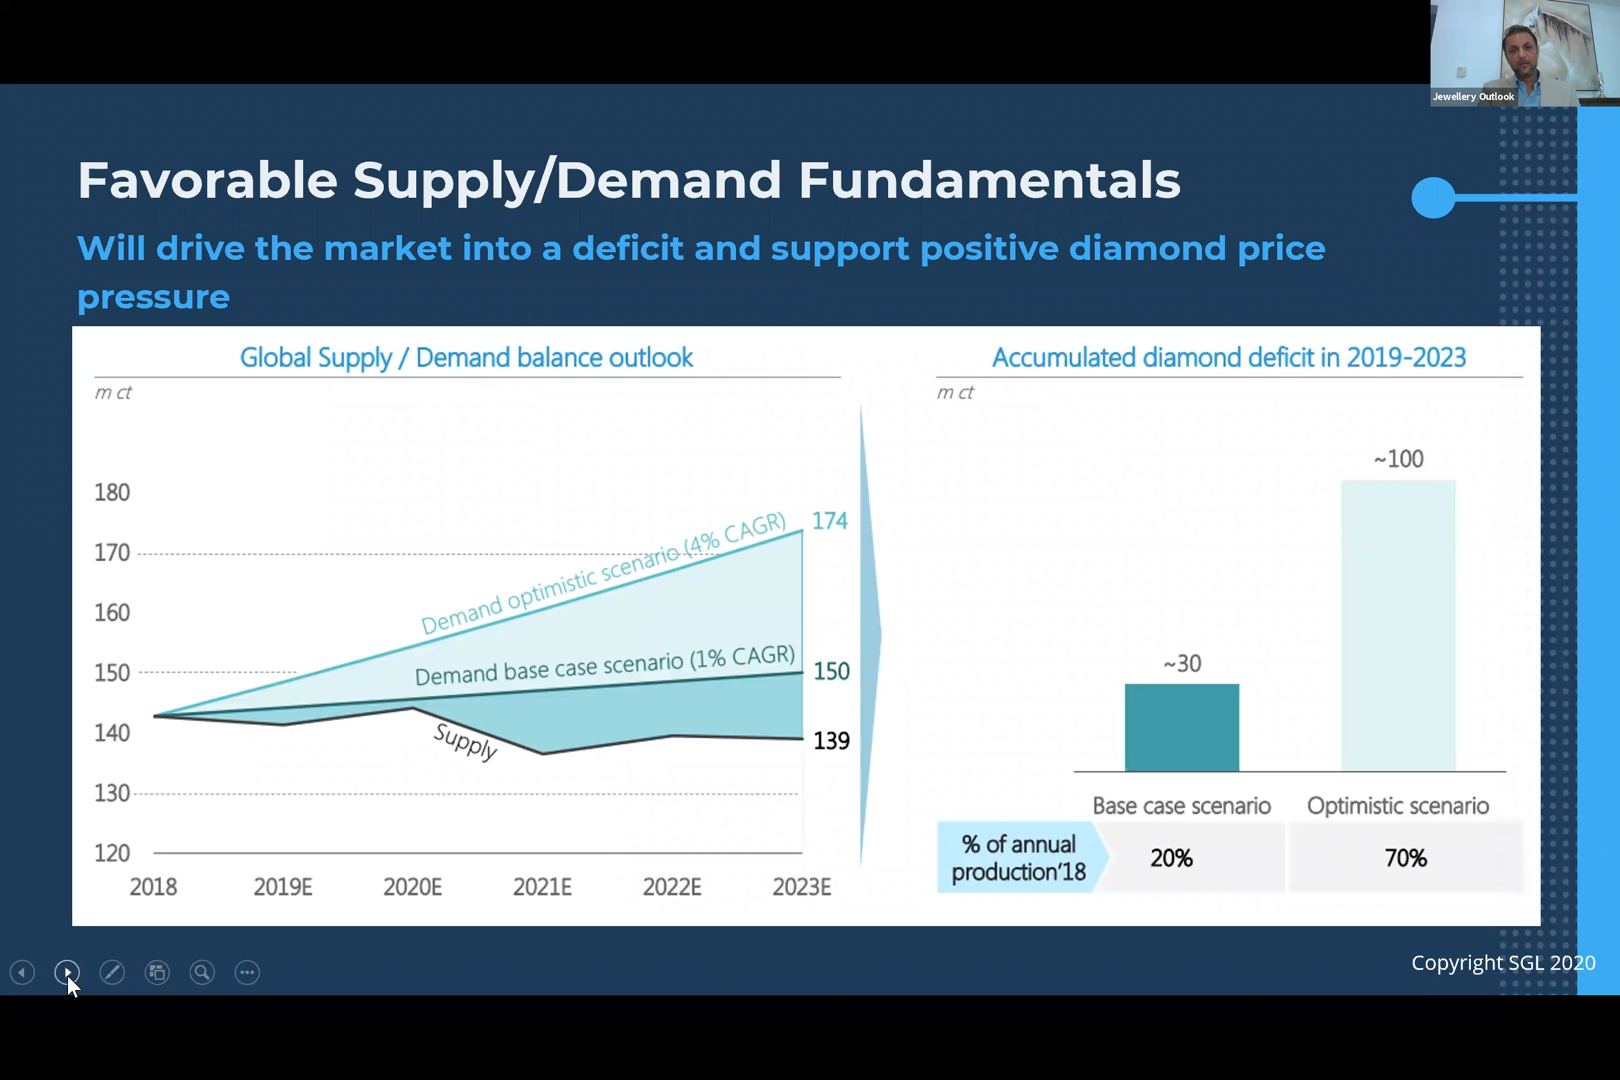 Jewellery Outlook
Favorable Supply/Demand Fundamentals
Will drive the market into a deficit and support positive diamond price
pressure
Global Supply / Demand balance outlook
m ct
180
170
160
150
140
130
120
Demand optimistic scenario (4% CAGR)
174
Demand base case scenario (1% CAGR)
150
Supply
139
2018 2019E 2020E 2021E 2022E 2023E
Accumulated diamond deficit in 2019-2023
m ct
~100
~30
Base case scenario Optimistic scenario
% of annual
production'18
20% 70%
Copyright SGL 2020